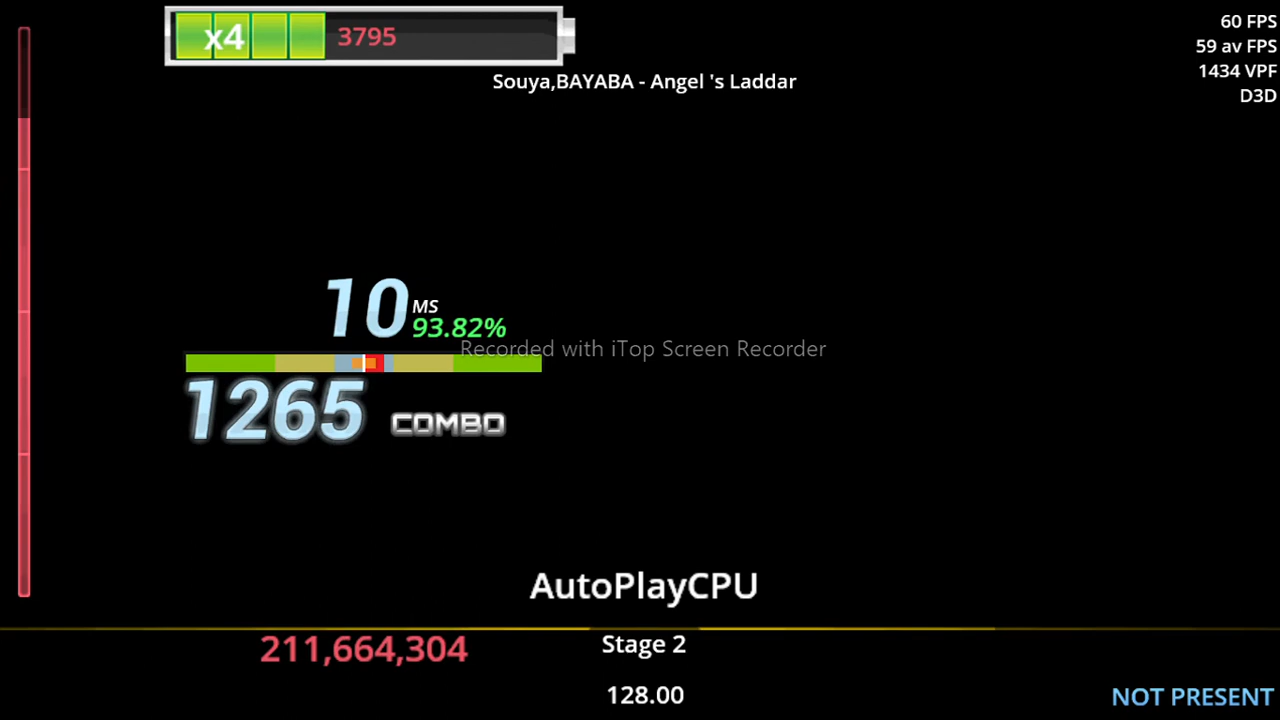 x4 3795
60 FPS
59 av FPS
1434 VPF
D3D
Souya,BAYABA - Angel 's Laddar
10 MS
93.82%
Recorded with iTop Screen Recorder
1265 COMBO
AutoPlayCPU
211,664,304
Stage 2
128.00
NOT PRESENT